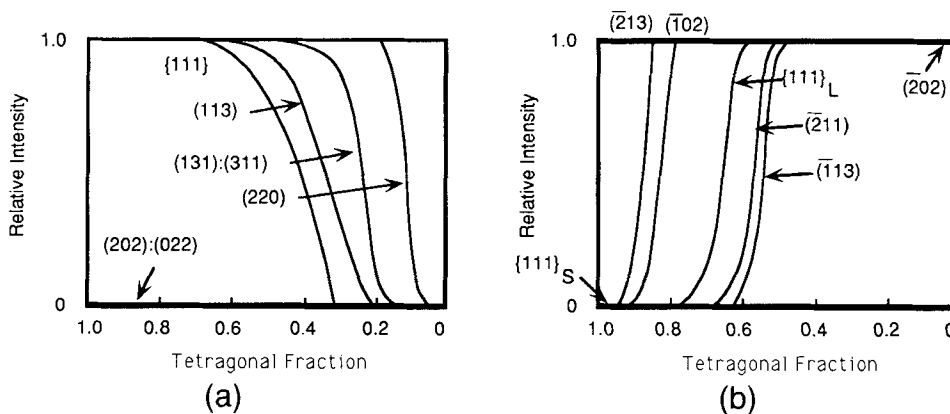 1.0
{111}
(113)
(131):(311)
(220)
(202):(022)
0
1.0 0.8 0.6 0.4 0.2 0
Relative Intensity
Tetragonal Fraction
(a)
(2̅13) (1̅02)
1.0
{111}L
(2̅02)
(2̅11)
(1̅13)
{111}S
0
1.0 0.8 0.6 0.4 0.2 0
Relative Intensity
Tetragonal Fraction
(b)